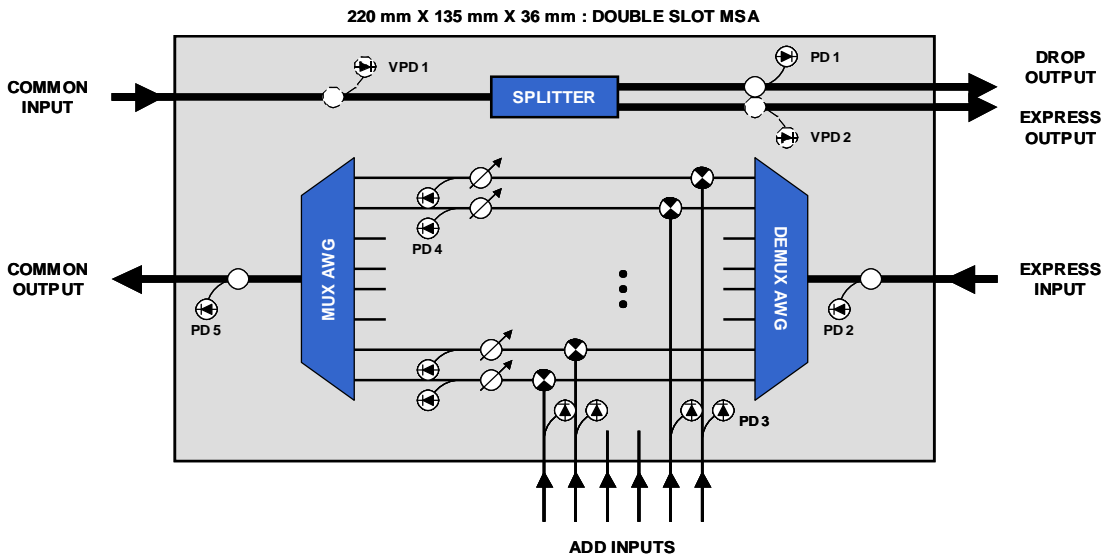 220 mm X 135 mm X 36 mm : DOUBLE SLOT MSA
COMMON
INPUT
VPD 1
SPLITTER
PD 1
DROP
OUTPUT
EXPRESS
OUTPUT
VPD 2
PD 4
MUX AWG
DEMUX AWG
COMMON
OUTPUT
PD 5
PD 2
EXPRESS
INPUT
PD 3
ADD INPUTS